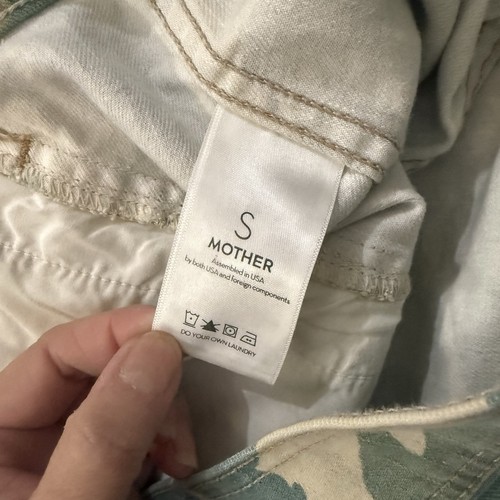 S
MOTHER
Assembled in USA
by both USA and foreign components
DO YOUR OWN LAUNDRY